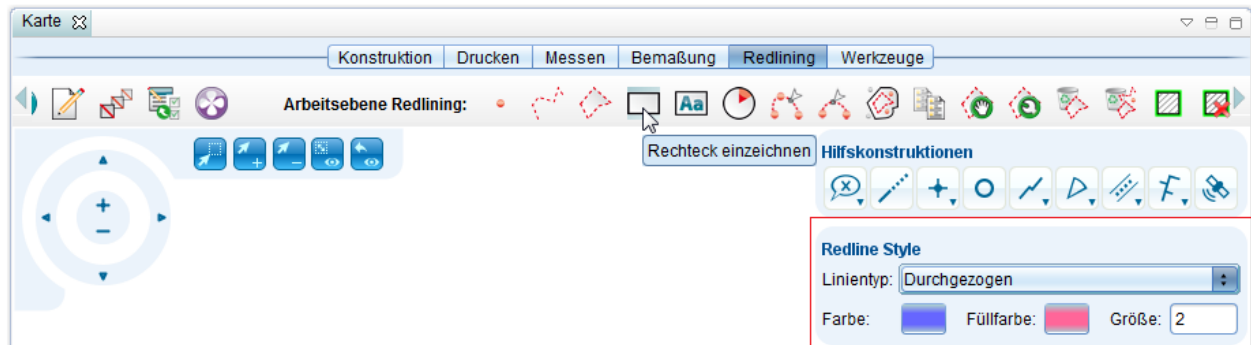 Karte
Konstruktion Drucken Messen Bemaßung Redlining Werkzeuge
Arbeitsebene Redlining: Aa
Rechteck einzeichnen
Hilfskonstruktionen
Redline Style
Linientyp: Durchgezogen
Farbe: Füllfarbe: Größe: 2